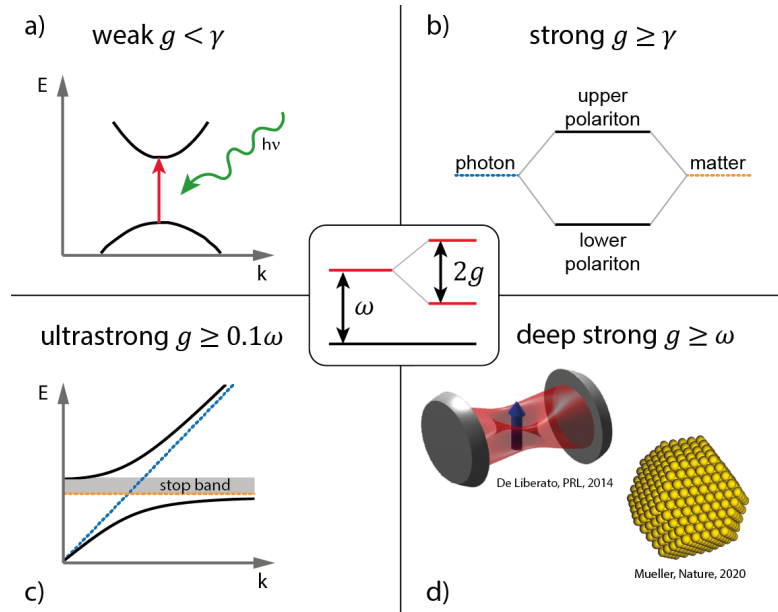 a)
weak g < γ
E
hν
k
b)
strong g ≥ γ
upper
polariton
photon
matter
lower
polariton
ω
2g
ultrastrong g ≥ 0.1ω
E
stop band
k
c)
deep strong g ≥ ω
De Liberato, PRL, 2014
Mueller, Nature, 2020
d)